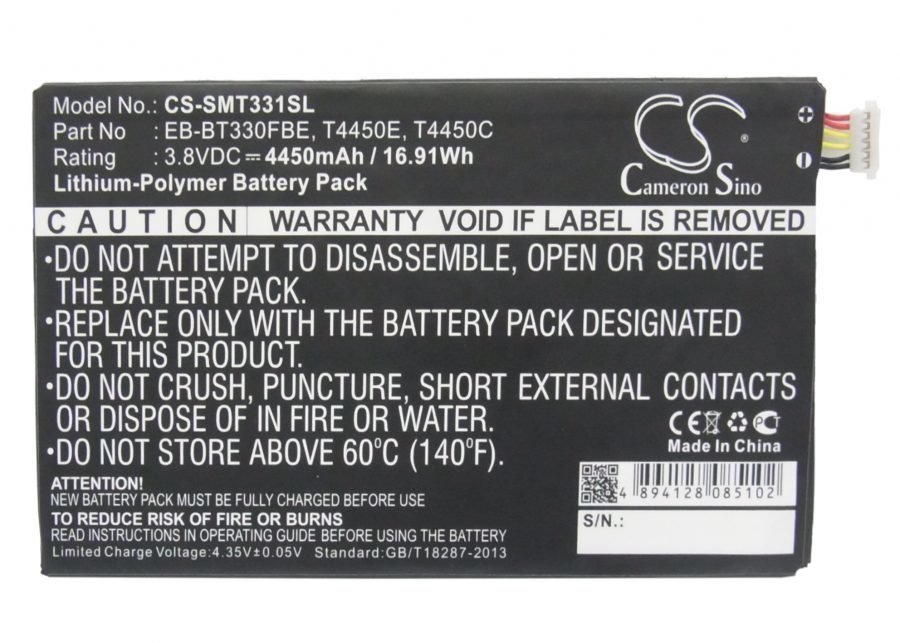 Model No.: CS-SMT331SL
Part No : EB-BT330FBE, T4450E, T4450C
Rating : 3.8VDC⎓4450mAh / 16.91Wh
Lithium-Polymer Battery Pack
CS
Cameron Sino
CAUTION WARRANTY VOID IF LABEL IS REMOVED
•DO NOT ATTEMPT TO DISASSEMBLE, OPEN OR SERVICE
THE BATTERY PACK.
•REPLACE ONLY WITH THE BATTERY PACK DESIGNATED
FOR THIS PRODUCT.
•DO NOT CRUSH, PUNCTURE, SHORT EXTERNAL CONTACTS
OR DISPOSE OF IN FIRE OR WATER.
•DO NOT STORE ABOVE 60°C (140°F).
CE PCT
Made In China
ATTENTION:
NEW BATTERY PACK MUST BE FULLY CHARGED BEFORE USE
TO REDUCE RISK OF FIRE OR BURNS
READ INSTRUCTIONS IN OPERATING GUIDE BEFORE USING THE BATTERY
Limited Charge Voltage:4.35V±0.05V Standard:GB/T18287-2013
4 894128 085102
S/N.: